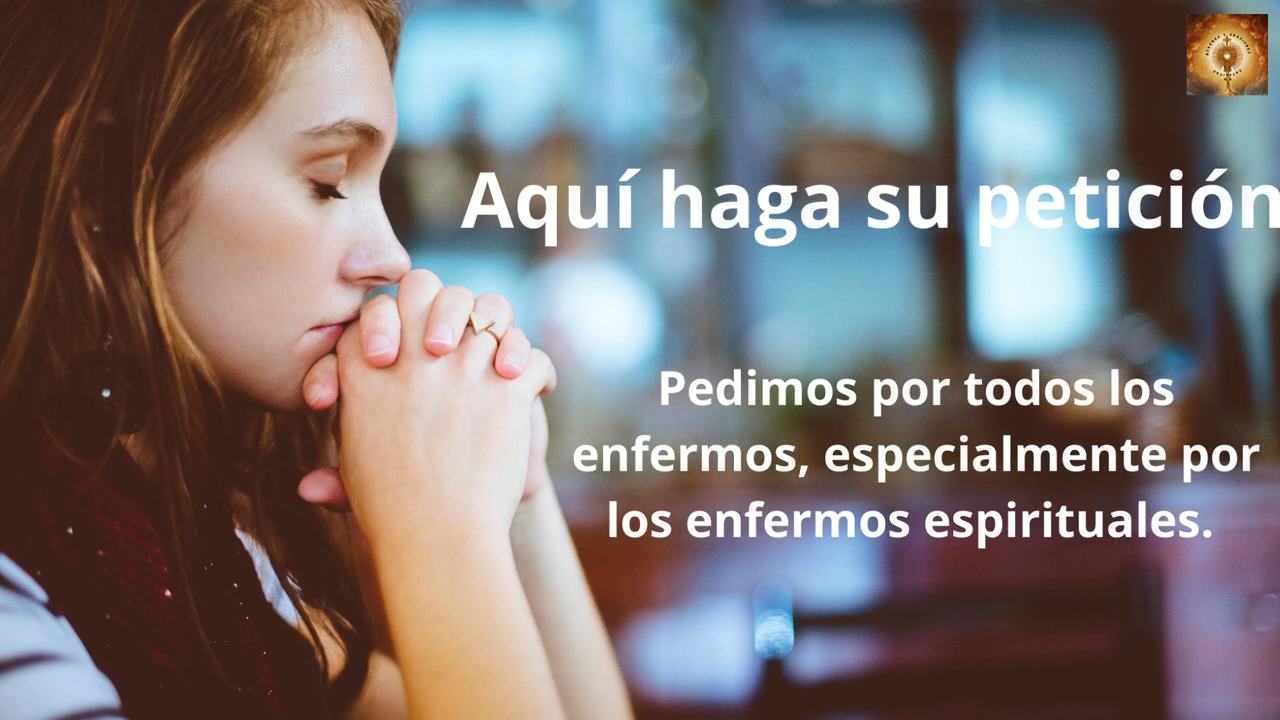 Aquí haga su petición
Pedimos por todos los
enfermos, especialmente por
los enfermos espirituales.